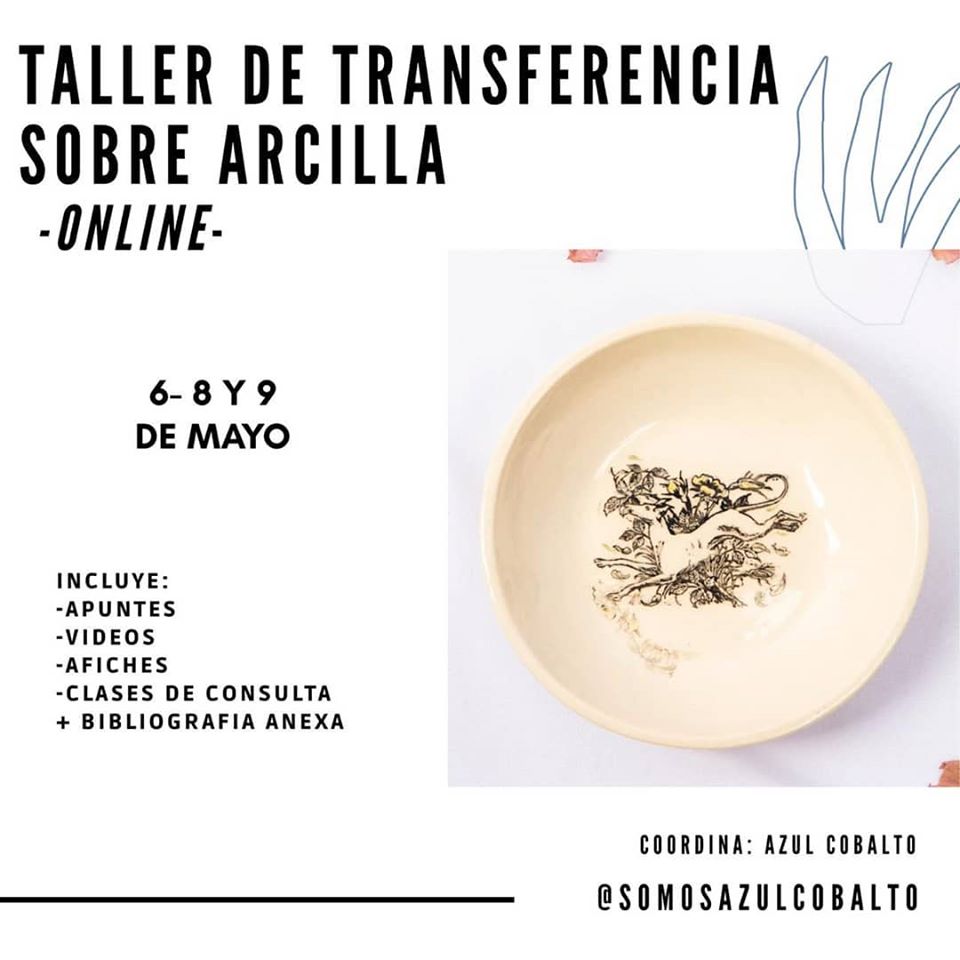 TALLER DE TRANSFERENCIA
SOBRE ARCILLA
-ONLINE-
6- 8 Y 9
DE MAYO
INCLUYE:
-APUNTES
-VIDEOS
-AFICHES
-CLASES DE CONSULTA
+ BIBLIOGRAFIA ANEXA
COORDINA: AZUL COBALTO
@SOMOSAZULCOBALTO